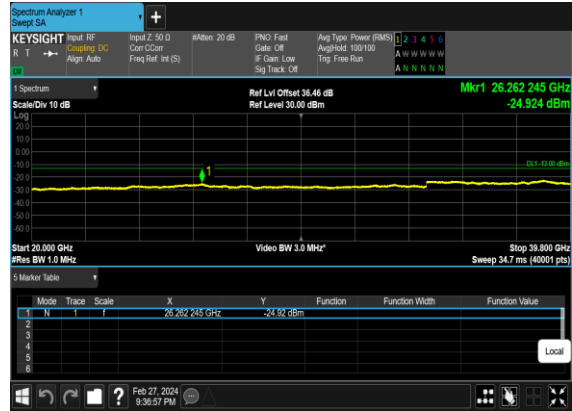 Spectrum Analyzer 1
Swept SA
+
KEYSIGHT Input: RF Input Z: 50 Ω #Atten: 20 dB PNO: Fast Avg Type: Power (RMS) 1 2 3 4 5 6
R T Coupling: DC Corr CCorr Gate: Off Avg|Hold: 100/100 A W W W W W
Align: Auto Freq Ref: Int (S) IF Gain: Low Trig: Free Run
Sig Track: Off A N N N N N
1 Spectrum Ref Lvl Offset 36.46 dB Mkr1 26.262 245 GHz
Scale/Div 10 dB Ref Level 30.00 dBm -24.924 dBm
Log
20.0
10.0
0.00
-10.0 DL1 -13.00 dBm
-20.0 1
-30.0
-40.0
-50.0
-60.0
Start 20.000 GHz Video BW 3.0 MHz* Stop 39.800 GHz
#Res BW 1.0 MHz Sweep 34.7 ms (40001 pts)
5 Marker Table
Mode Trace Scale X Y Function Function Width Function Value
1 N 1 f 26.262 245 GHz -24.92 dBm
2
3
4
5
6
Local
? Feb 27, 2024
9:36:57 PM